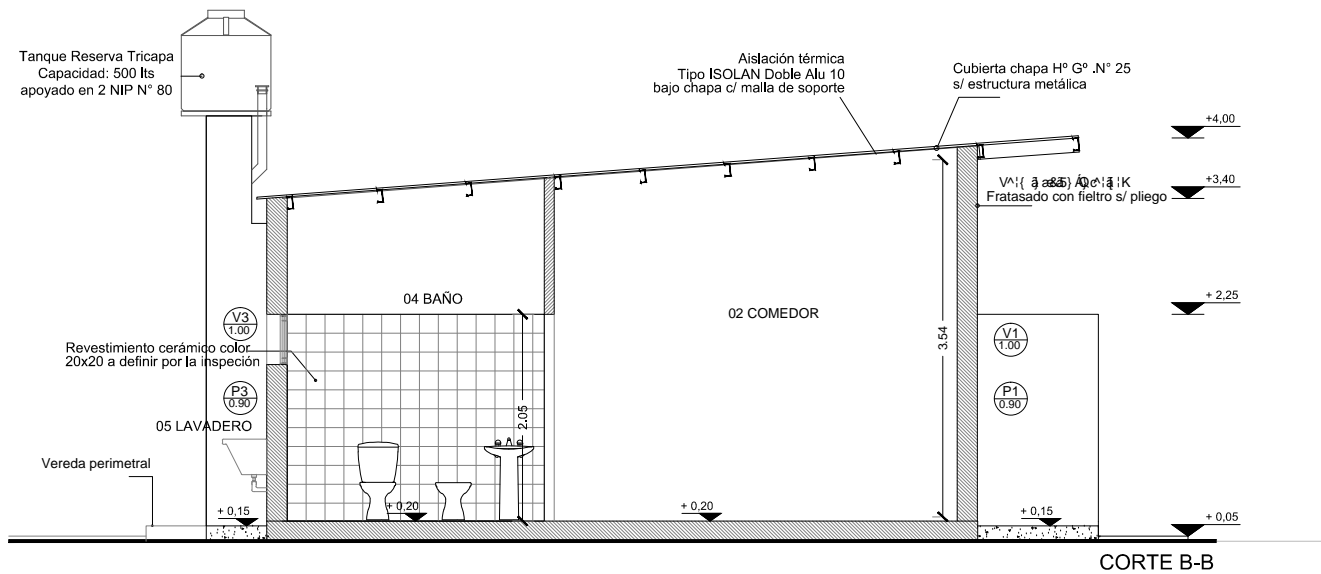 Tanque Reserva Tricapa
Capacidad: 500 lts
apoyado en 2 NIP N° 80
Aislación térmica
Tipo ISOLAN Doble Alu 10
bajo chapa c/ malla de soporte
Cubierta chapa Hº Gº .N° 25
s/ estructura metálica
+4,00
+3,40
Fratasado con fieltro s/ pliego
+ 2,25
04 BAÑO
02 COMEDOR
V3
1.00
Revestimiento cerámico color
20x20 a definir por la inspeción
P3
0.90
05 LAVADERO
Vereda perimetral
2.05
3.54
V1
1.00
P1
0.90
+ 0,15
+ 0,20
+ 0,20
+ 0,15
+ 0,05
CORTE B-B